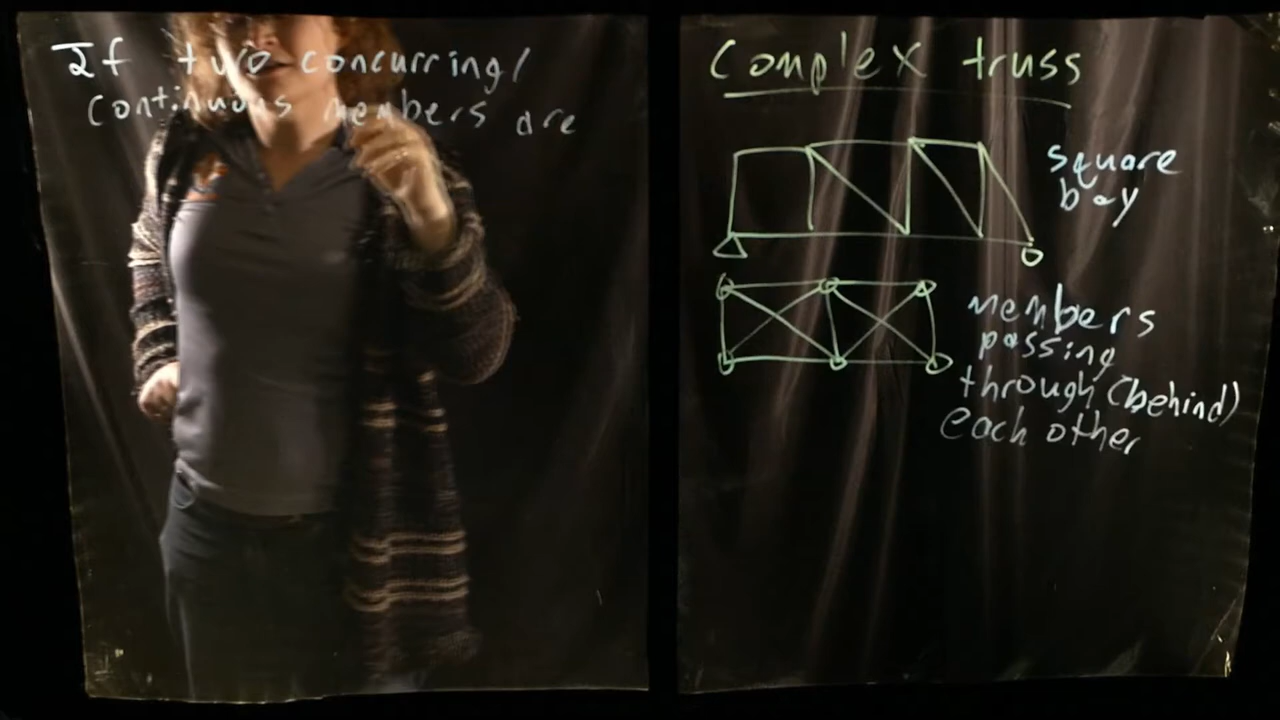 If two concurring/
continuous members are
Complex truss
square
bay
members
passing
through (behind)
each other